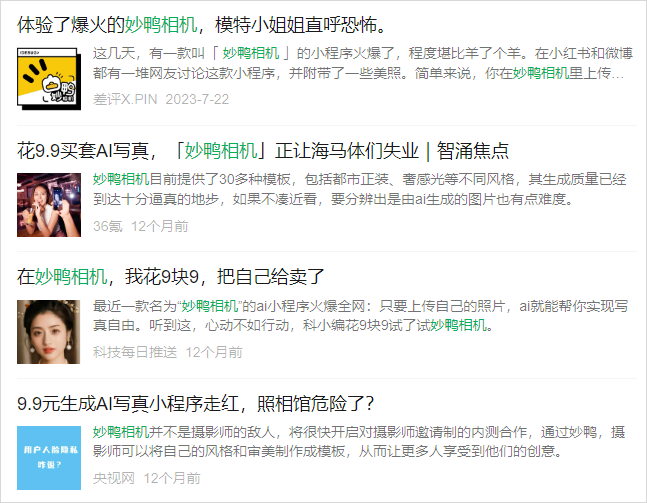 体验了爆火的妙鸭相机，模特小姐姐直呼恐怖。
这几天，有一款叫「 妙鸭相机 」的小程序火爆了，程度堪比羊了个羊。在小红书和微博
都有一堆网友讨论这款小程序，并附带了一些美照。简单来说，你在妙鸭相机里上传…
妙鸭
相机
差评X.PIN 2023-7-22
花9.9买套AI写真，「妙鸭相机」正让海马体们失业｜智涌焦点
妙鸭相机目前提供了30多种模板，包括都市正装、奢感光等不同风格，其生成质量已经
到达十分逼真的地步，如果不凑近看，要分辨出是由ai生成的图片也有点难度。
36氪 12个月前
在妙鸭相机，我花9块9，把自己给卖了
最近一款名为“妙鸭相机”的ai小程序火爆全网：只要上传自己的照片，ai就能帮你实现写
真自由。听到这，心动不如行动，科小编花9块9试了试妙鸭相机。
科技每日推送 12个月前
9.9元生成AI写真小程序走红，照相馆危险了？
妙鸭相机并不是摄影师的敌人，将很快开启对摄影师邀请制的内测合作，通过妙鸭，摄
影师可以将自己的风格和审美制作成模板，从而让更多人享受到他们的创意。
用户人脸隐私
咋保？
央视网 12个月前